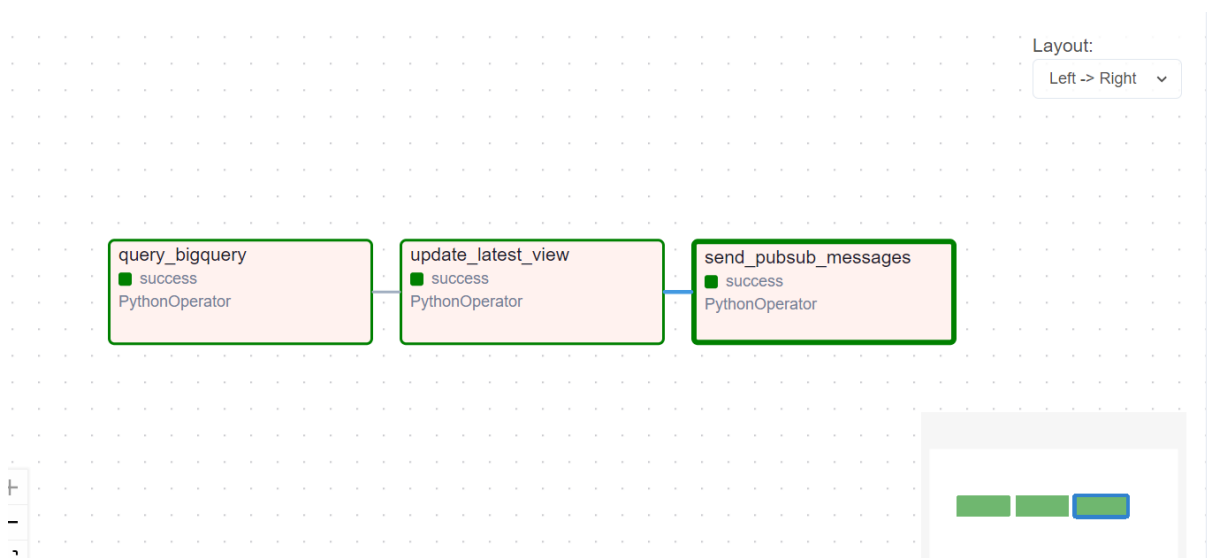 Layout:
Left -> Right
query_bigquery
success
PythonOperator
update_latest_view
success
PythonOperator
send_pubsub_messages
success
PythonOperator